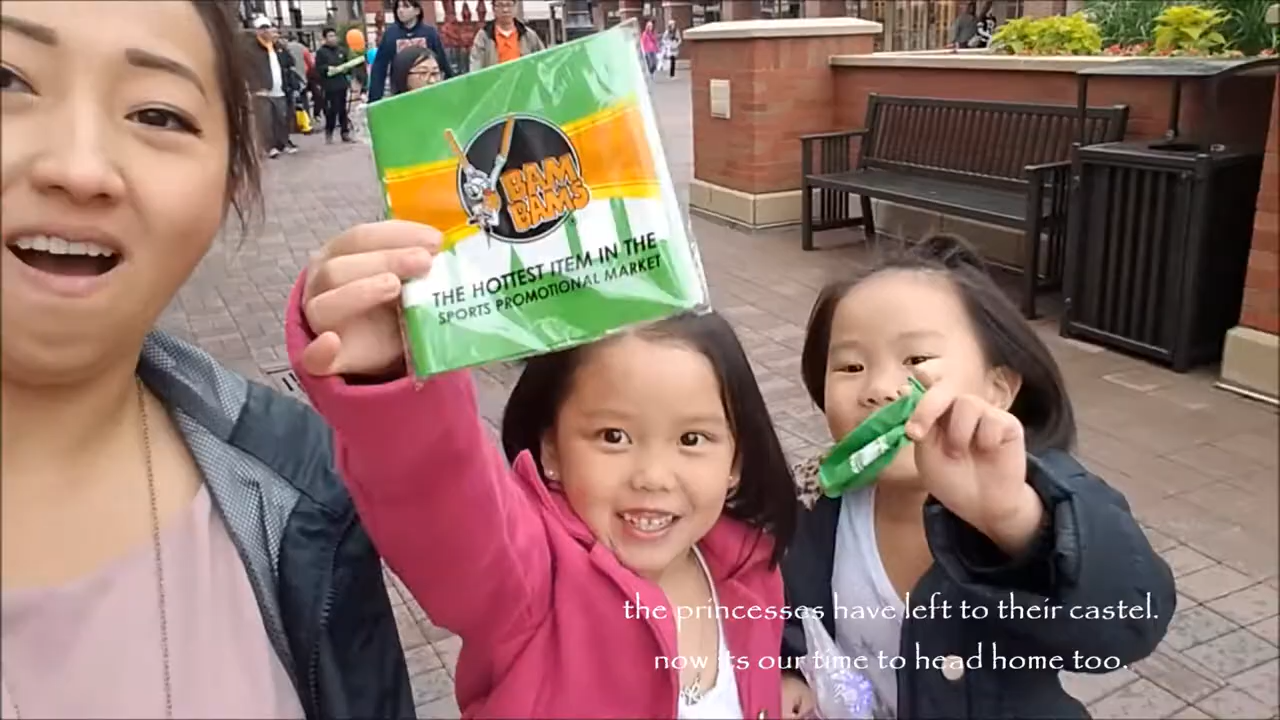 BAM
BAMS
THE HOTTEST ITEM IN THE
SPORTS PROMOTIONAL MARKET
the princesses have left to their castel.
now its our time to head home too.